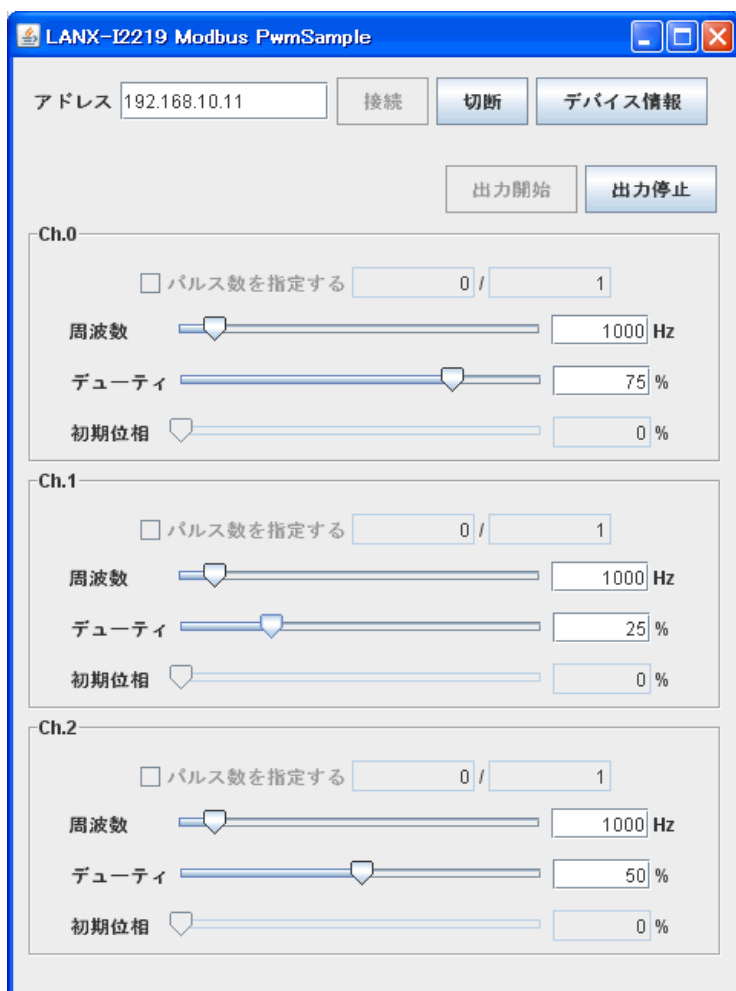 LANX-I2219 Modbus PwmSample
アドレス 192.168.10.11 接続 切断 デバイス情報
出力開始 出力停止
Ch.0
パルス数を指定する 0 / 1
周波数 1000 Hz
デューティ 75 %
初期位相 0 %
Ch.1
パルス数を指定する 0 / 1
周波数 1000 Hz
デューティ 25 %
初期位相 0 %
Ch.2
パルス数を指定する 0 / 1
周波数 1000 Hz
デューティ 50 %
初期位相 0 %